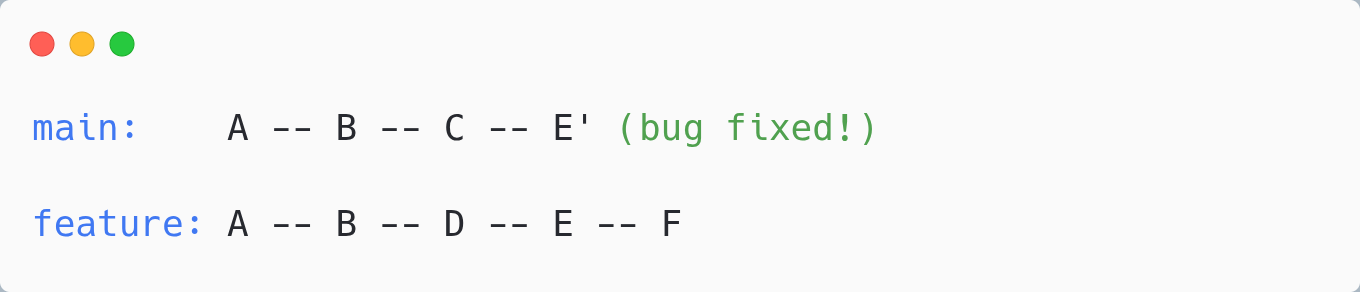 main:    A -- B -- C -- E' (bug fixed!)
feature: A -- B -- D -- E -- F